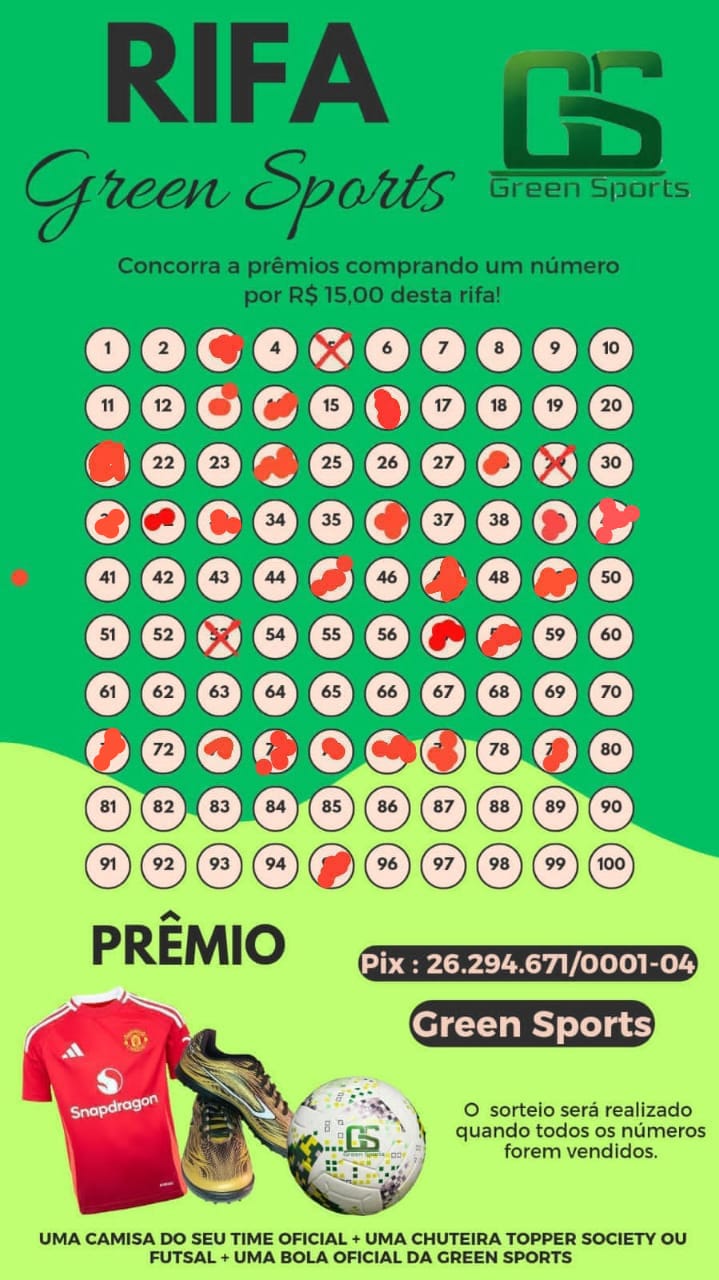 RIFA
Green Sports
GS
Green Sports
Concorra a prêmios comprando um número
por R$ 15,00 desta rifa!
1 2 4 6 7 8 9 10
11 12 15 17 18 19 20
22 23 25 26 27 30
34 35 37 38
41 42 43 44 46 48 50
51 52 54 55 56 59 60
61 62 63 64 65 66 67 68 69 70
72 78 80
81 82 83 84 85 86 87 88 89 90
91 92 93 94 96 97 98 99 100
PRÊMIO
Pix : 26.294.671/0001-04
Green Sports
Snapdragon
GS
Green Sports
O sorteio será realizado
quando todos os números
forem vendidos.
UMA CAMISA DO SEU TIME OFICIAL + UMA CHUTEIRA TOPPER SOCIETY OU
FUTSAL + UMA BOLA OFICIAL DA GREEN SPORTS